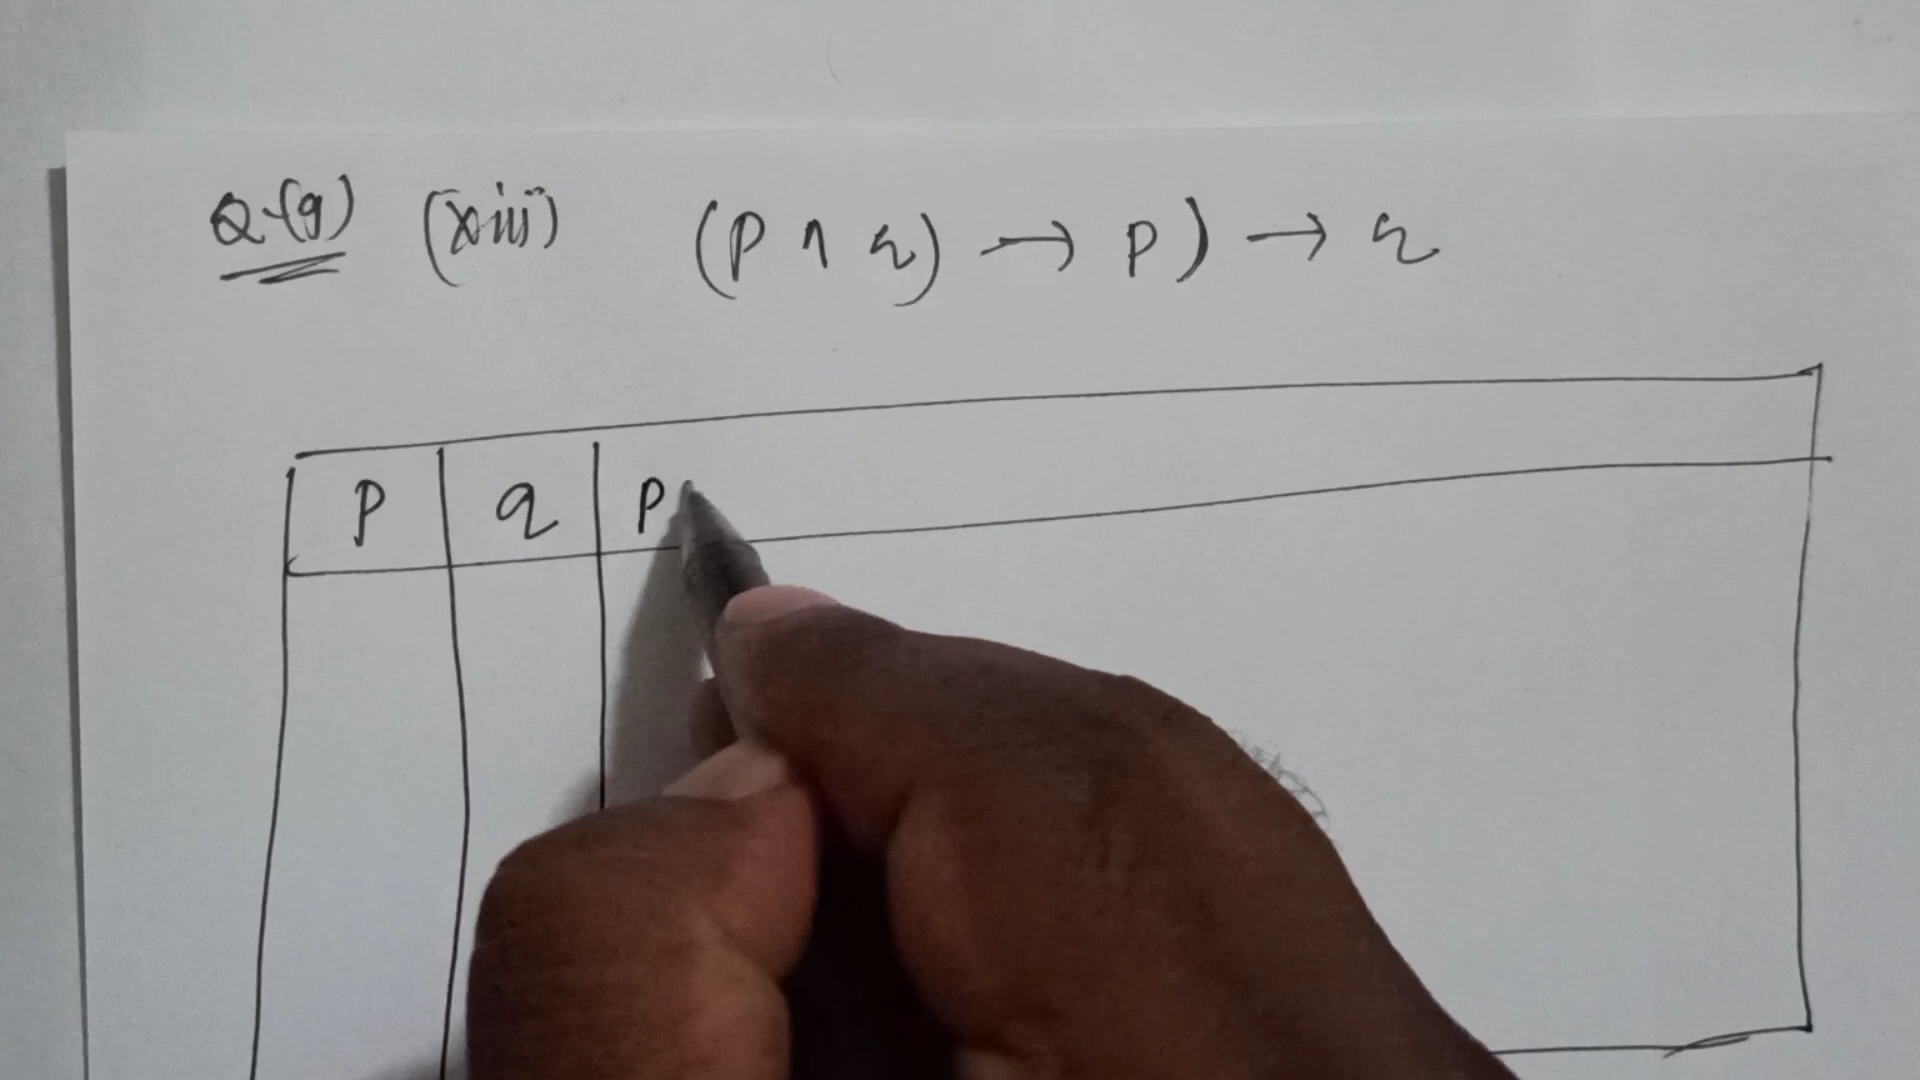 Q.(9) (xiii) (p ∧ q) → p) → q
p q p